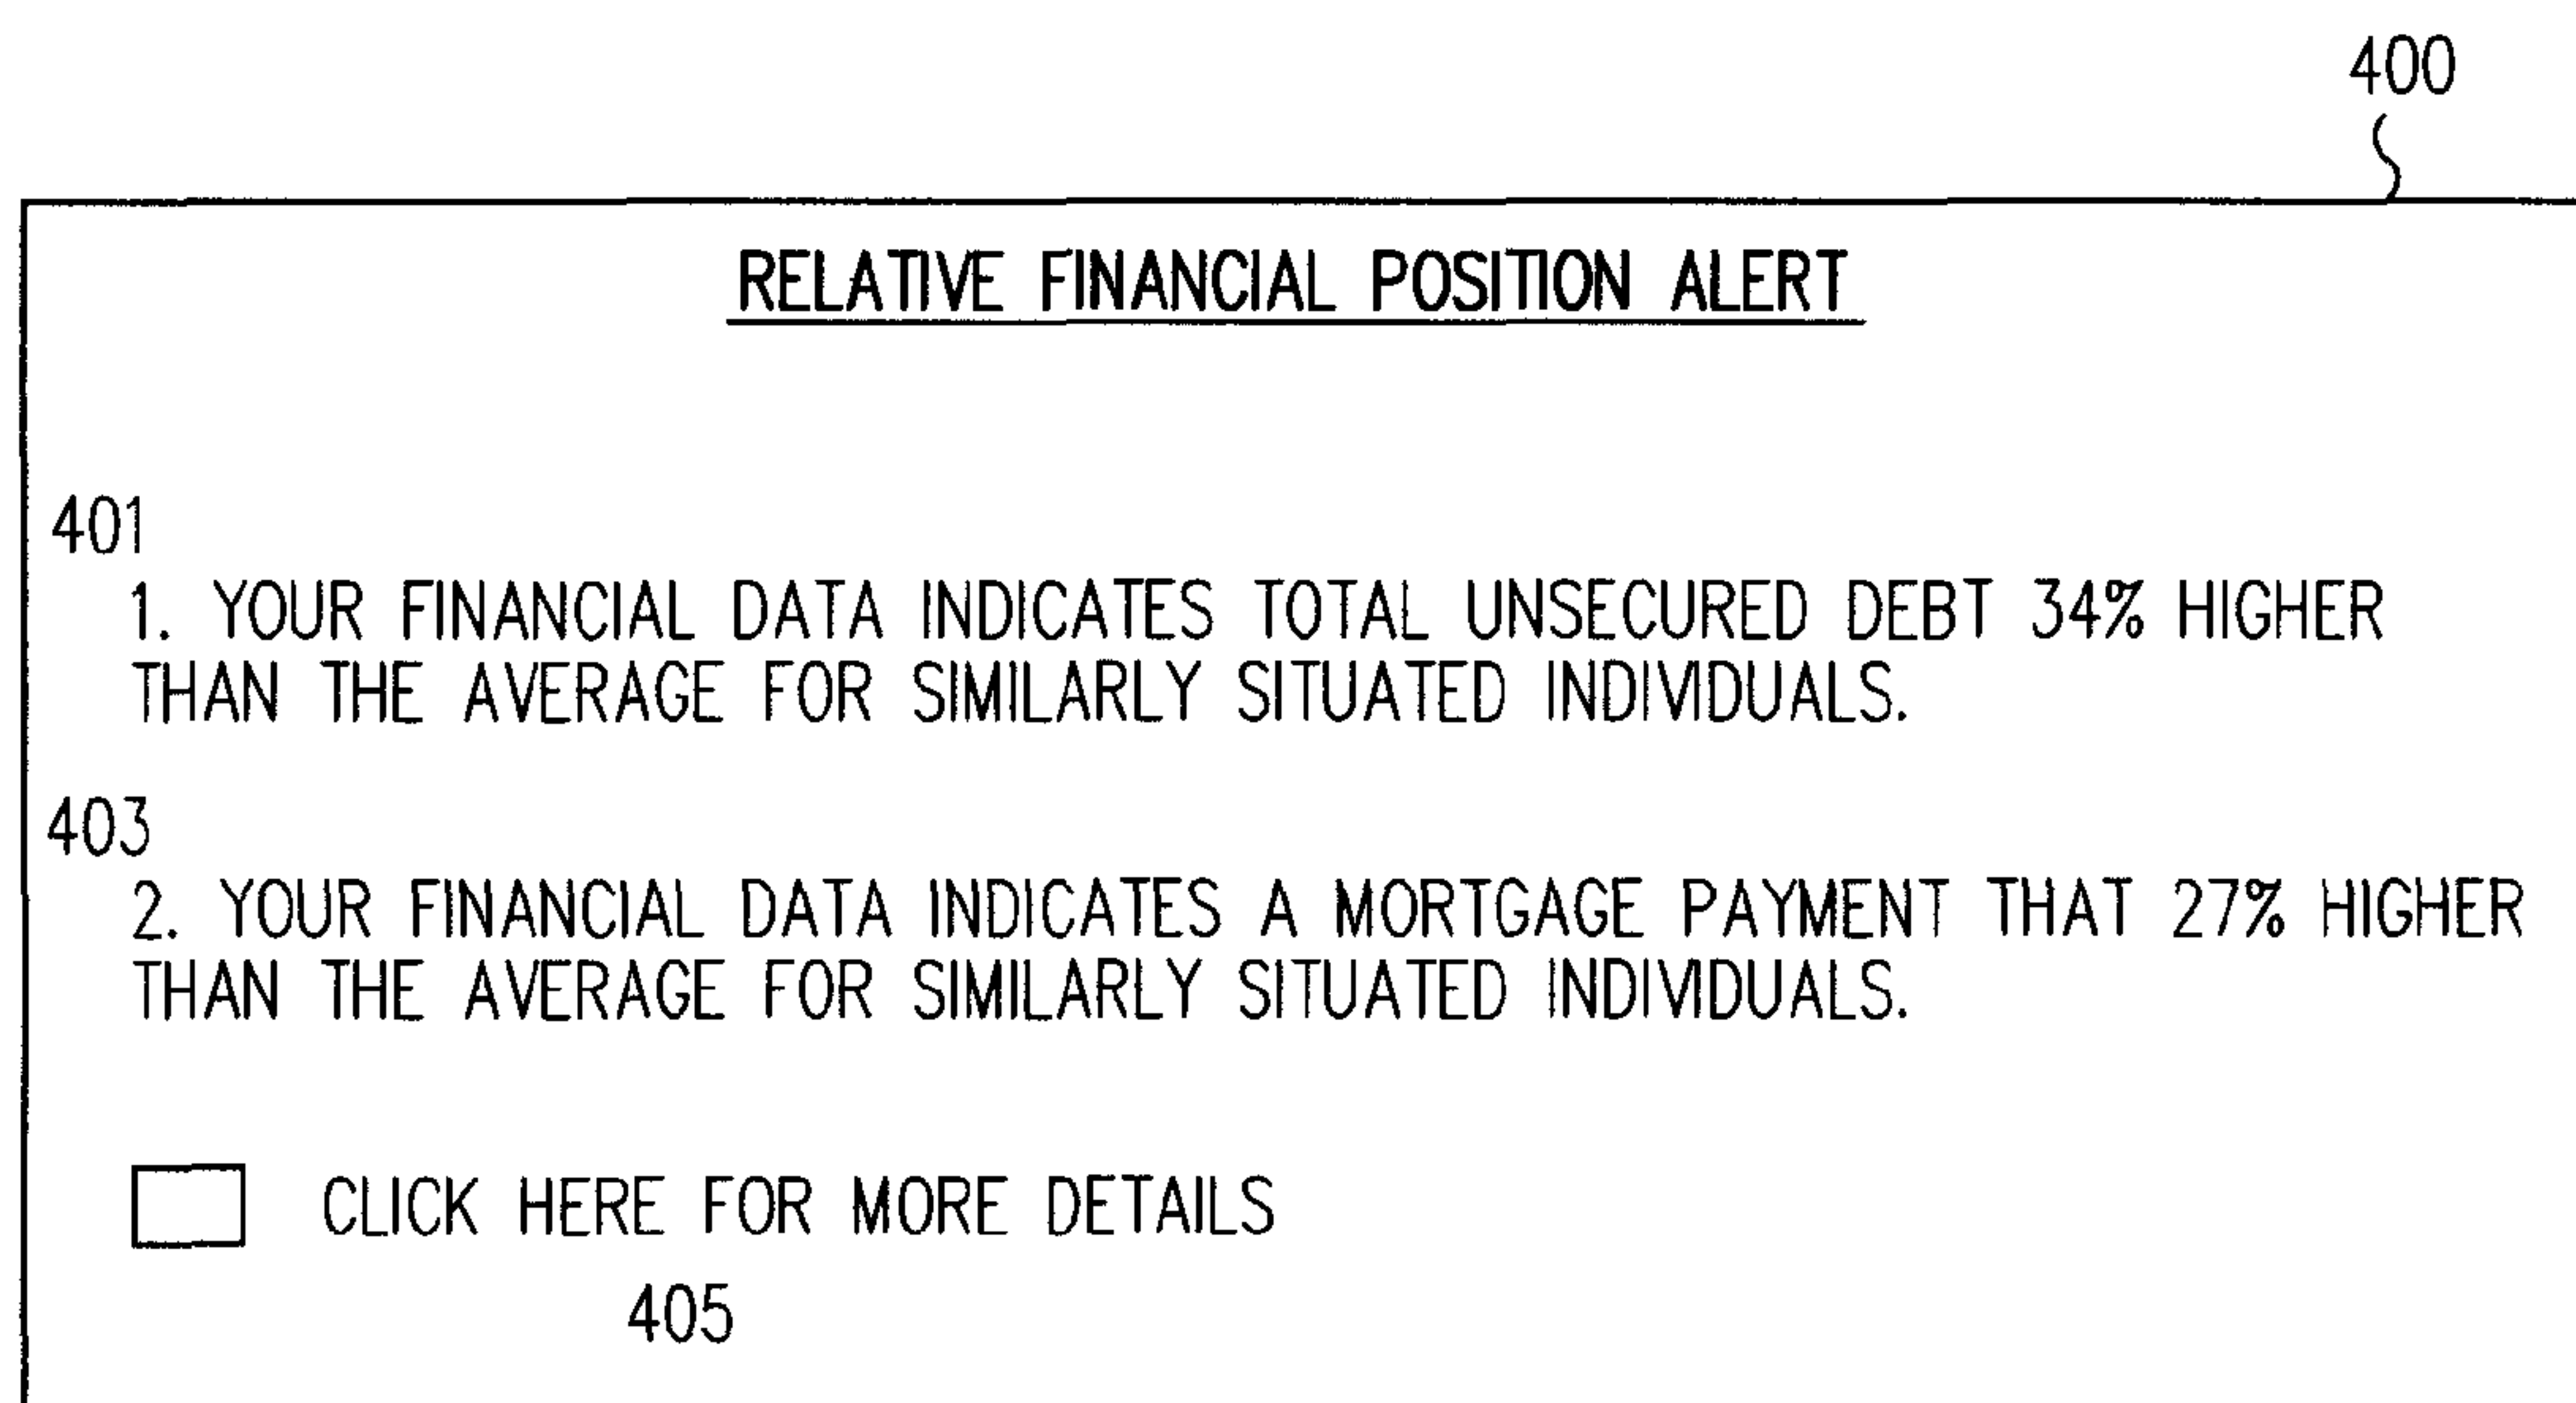 400
RELATIVE FINANCIAL POSITION ALERT
401
1. YOUR FINANCIAL DATA INDICATES TOTAL UNSECURED DEBT 34% HIGHER
THAN THE AVERAGE FOR SIMILARLY SITUATED INDIVIDUALS.
403
2. YOUR FINANCIAL DATA INDICATES A MORTGAGE PAYMENT THAT 27% HIGHER
THAN THE AVERAGE FOR SIMILARLY SITUATED INDIVIDUALS.
CLICK HERE FOR MORE DETAILS
405